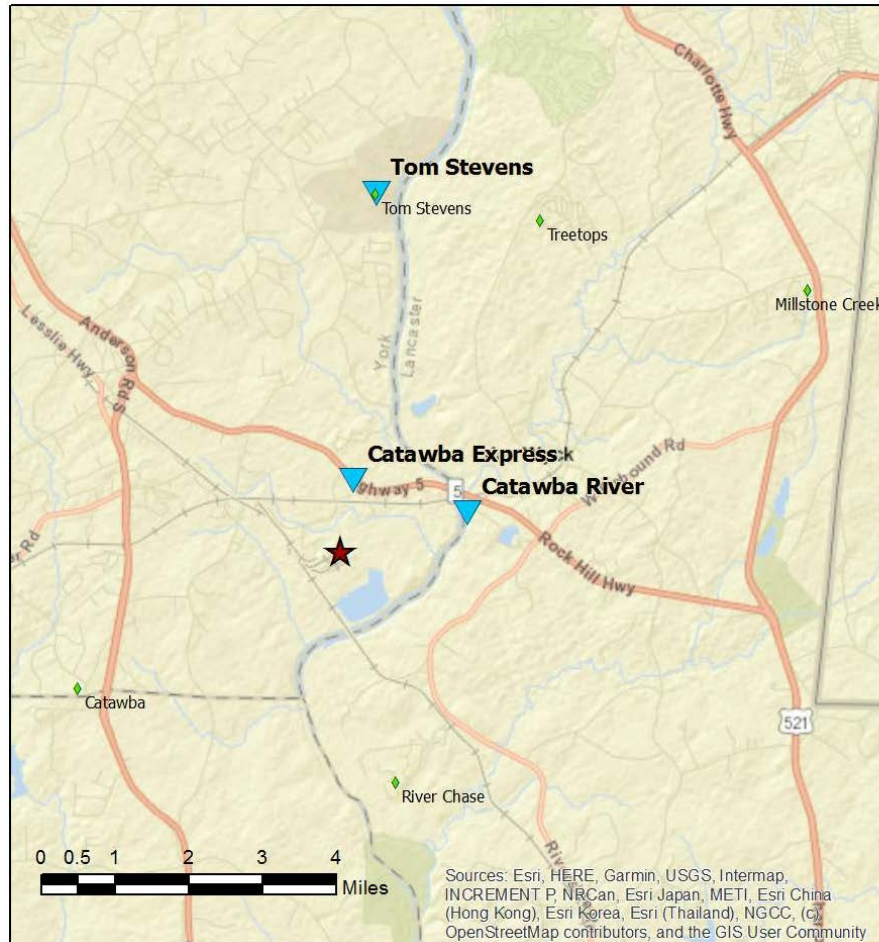 Charlotte Hwy
Tom Stevens
Tom Stevens
Treetops
Millstone Creek
Lesslie Hwy
Anderson Rd S
York
Lancaster
Catawba Express
ghway 5
5
Catawba River
Rd
Rock Hill Hwy
Rd
Catawba
521
River Chase
0 0.5 1 2 3 4
Miles
Sources: Esri, HERE, Garmin, USGS, Intermap,
INCREMENT P, NRCan, Esri Japan, METI, Esri China
(Hong Kong), Esri Korea, Esri (Thailand), NGCC, (c)
OpenStreetMap contributors, and the GIS User Community